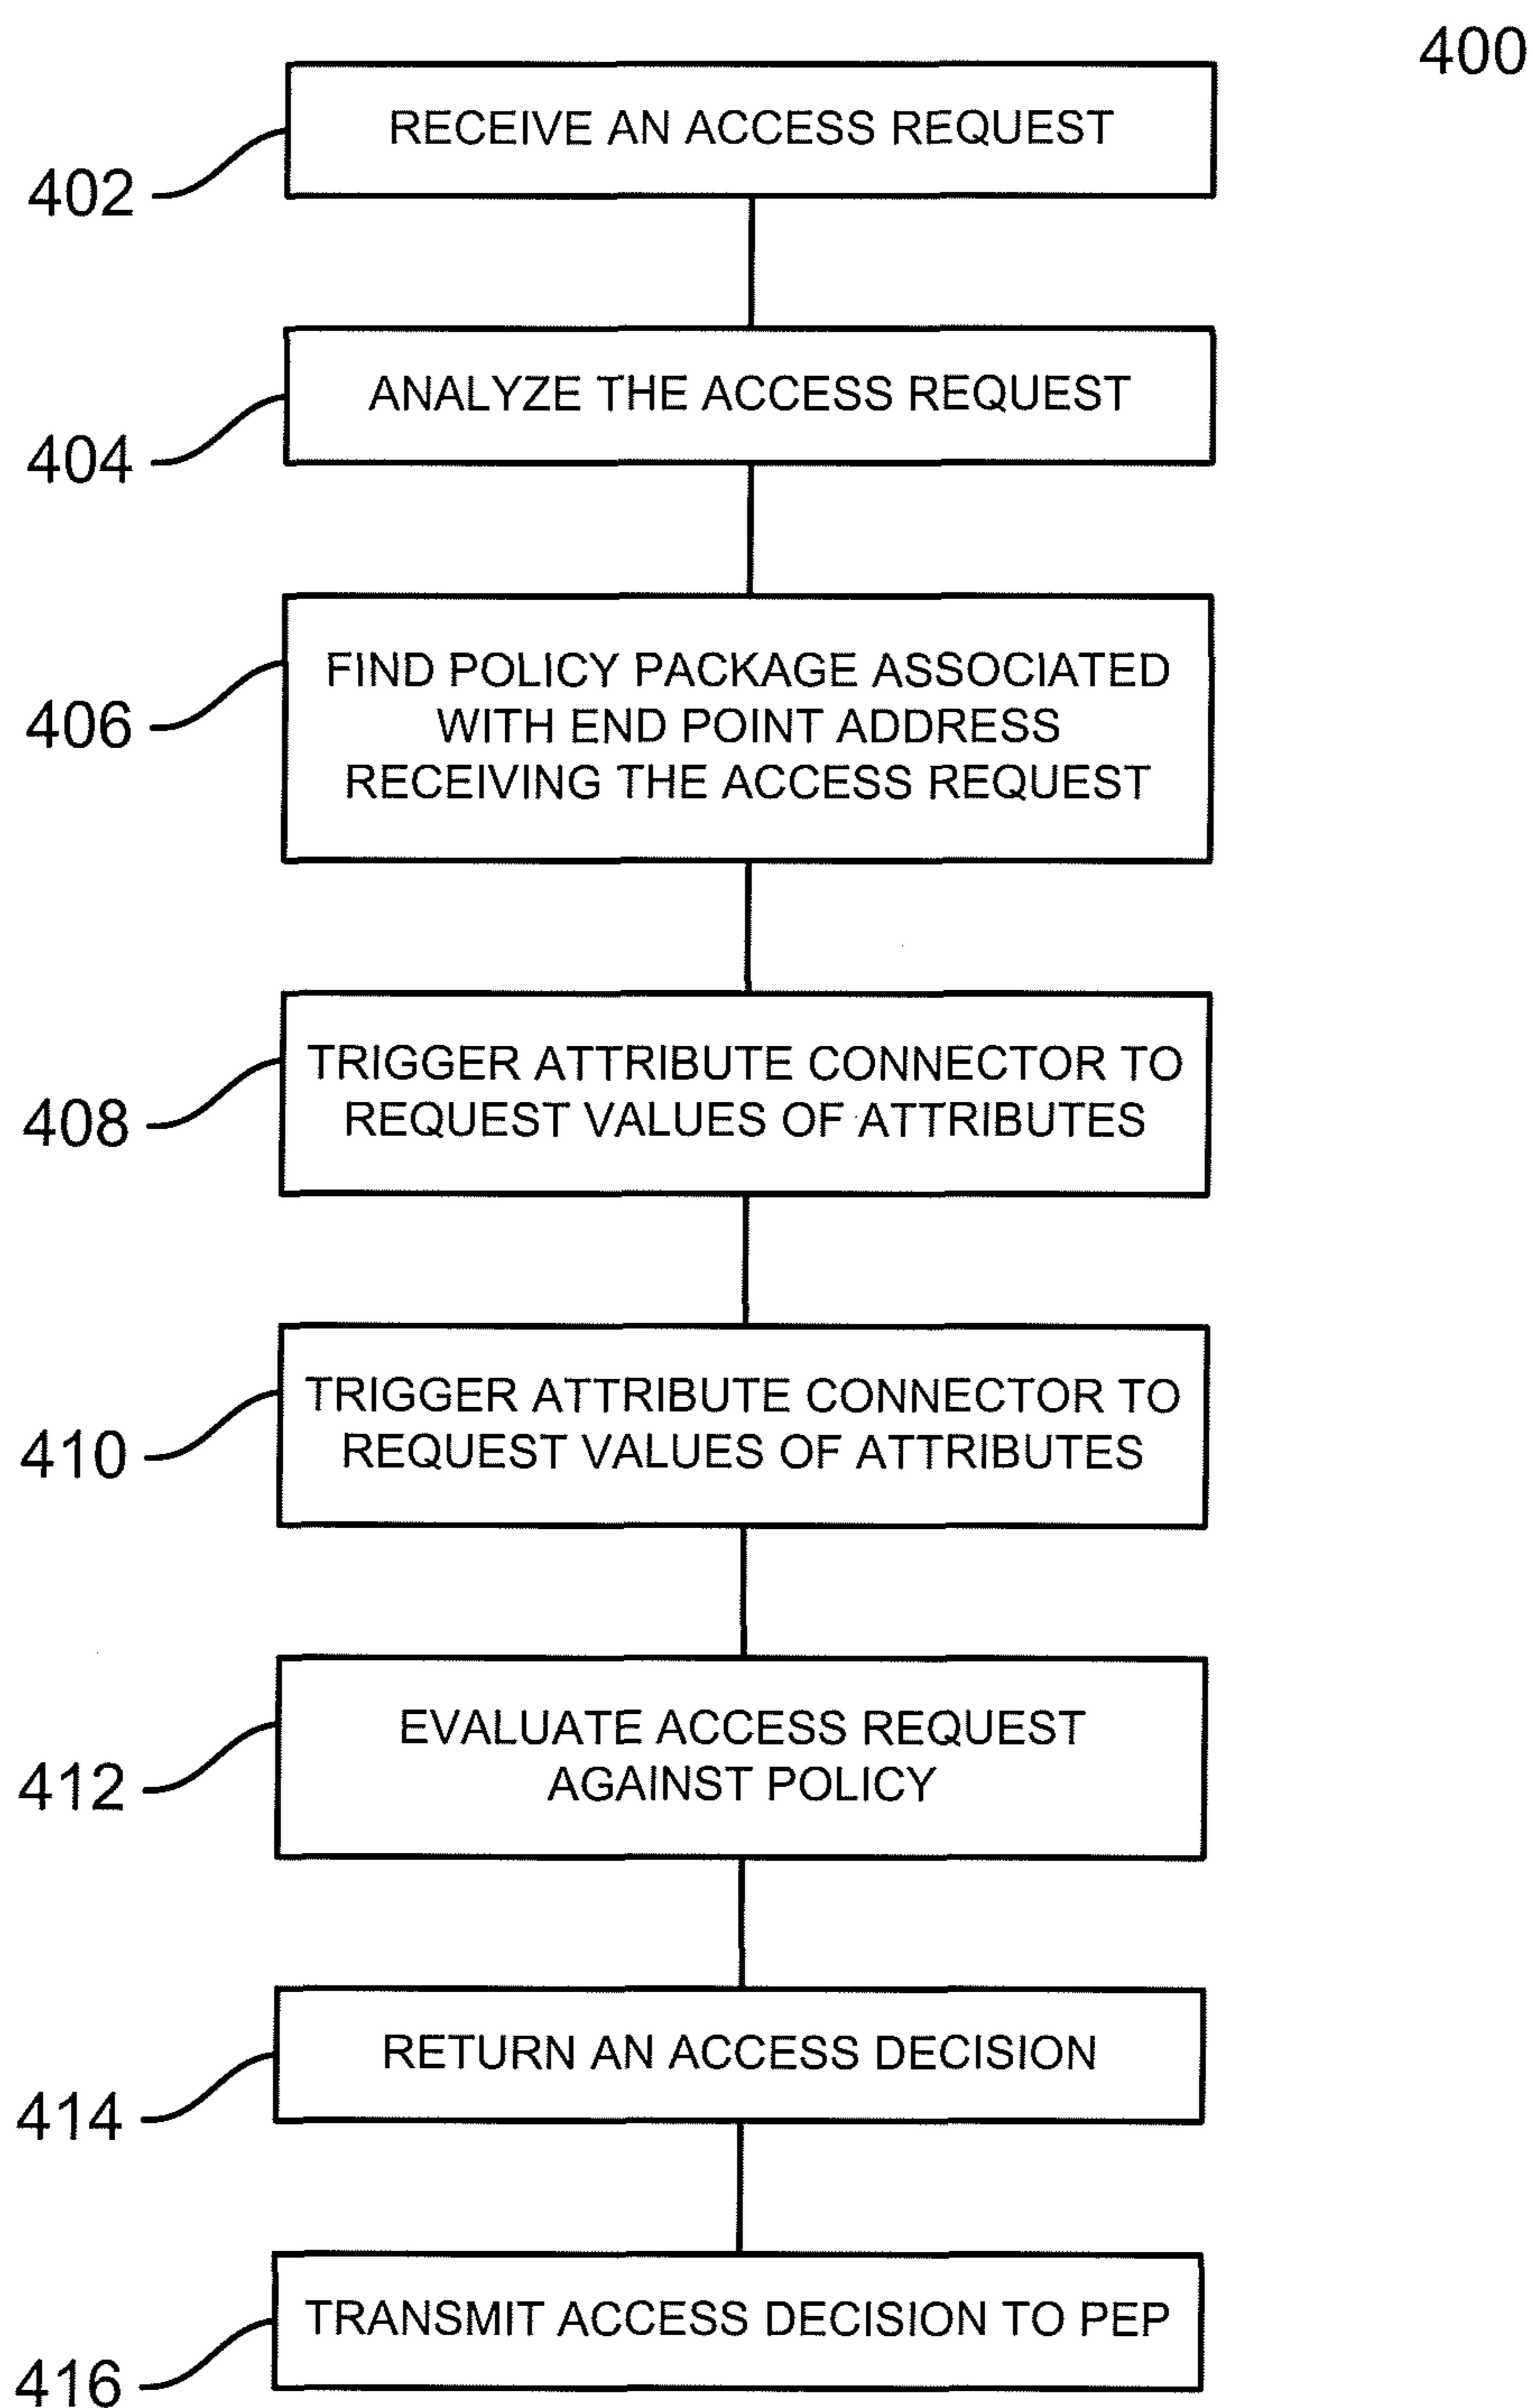 400
RECEIVE AN ACCESS REQUEST
402
ANALYZE THE ACCESS REQUEST
404
FIND POLICY PACKAGE ASSOCIATED
WITH END POINT ADDRESS
RECEIVING THE ACCESS REQUEST
406
TRIGGER ATTRIBUTE CONNECTOR TO
REQUEST VALUES OF ATTRIBUTES
408
TRIGGER ATTRIBUTE CONNECTOR TO
REQUEST VALUES OF ATTRIBUTES
410
EVALUATE ACCESS REQUEST
AGAINST POLICY
412
RETURN AN ACCESS DECISION
414
TRANSMIT ACCESS DECISION TO PEP
416